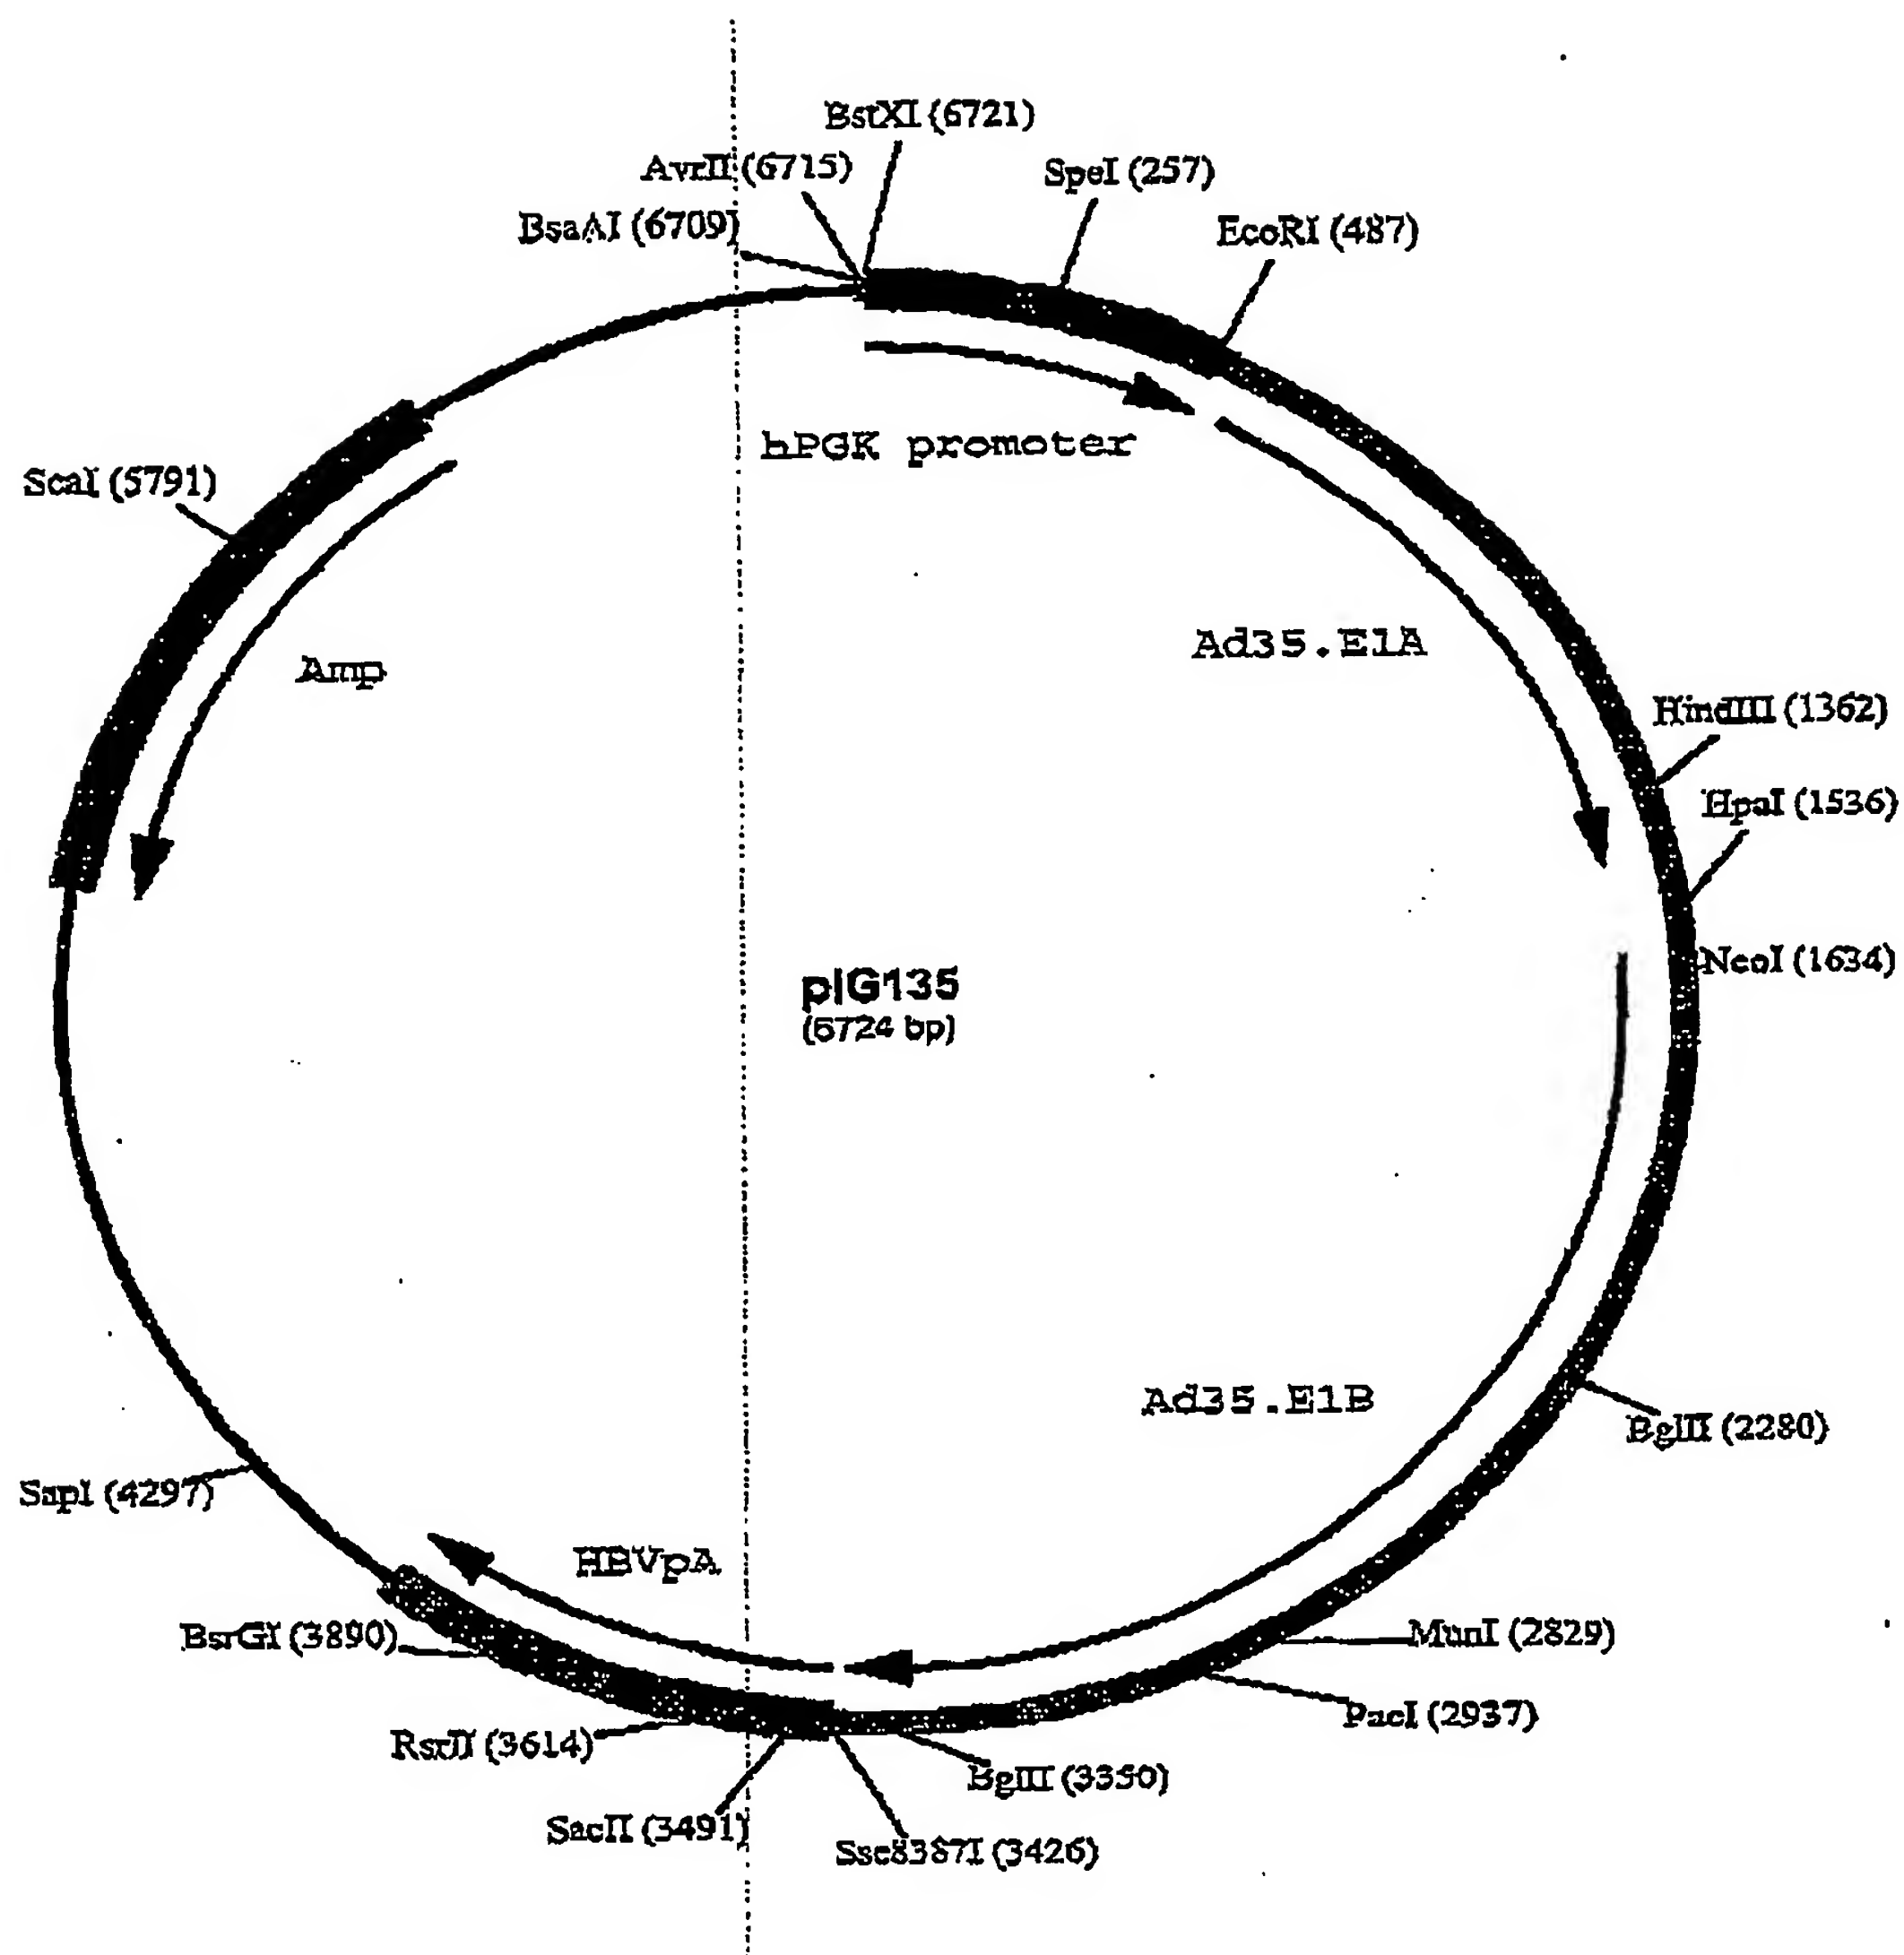 BstXI (6721)
AvrII (6715)
SpeI (257)
BsaAI (6709)
EcoRI (487)
hPGK promoter
ScaI (5791)
Ad35.E1A
Amp
HindIII (1362)
HpaI (1536)
NcoI (1634)
pIG135
(6724 bp)
Ad35.E1B
BglII (2280)
SapI (4297)
HBVpA
BsrGI (3890)
MunI (2829)
PacI (2937)
RsrII (3614)
BglII (3350)
SacII (3491)
Sse8387I (3426)